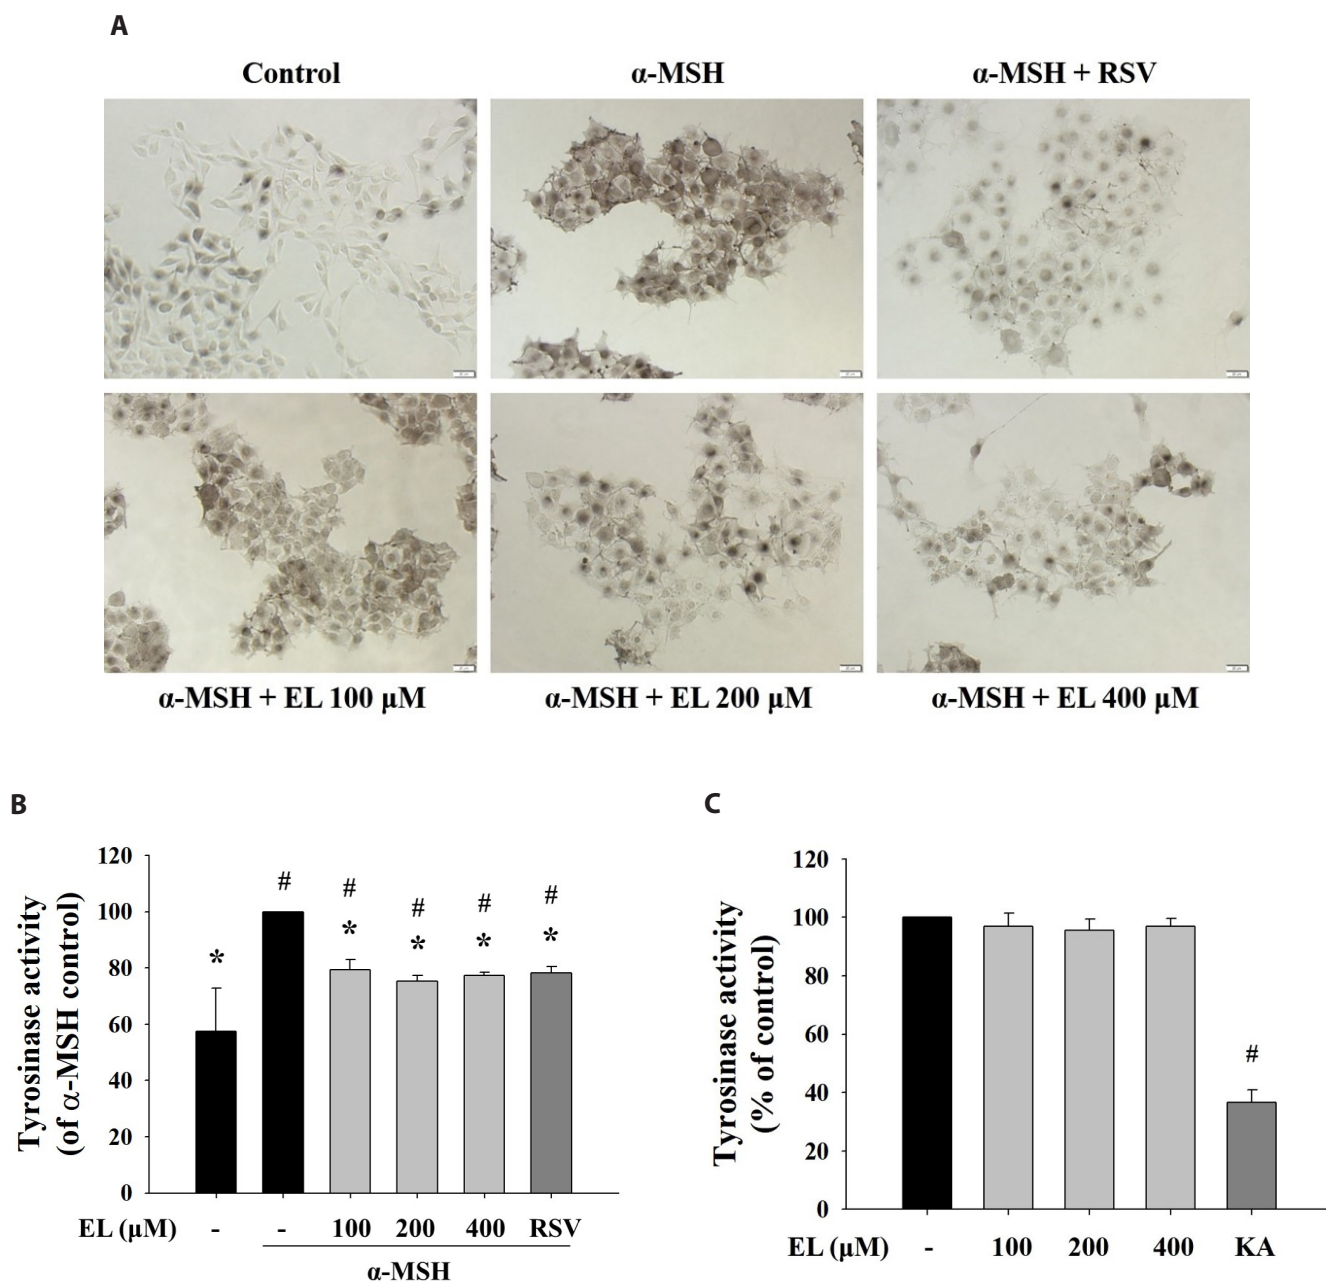 A
Control
α-MSH
α-MSH + RSV
α-MSH + EL 100 μM
α-MSH + EL 200 μM
α-MSH + EL 400 μM
B
Tyrosinase activity
(of α-MSH control)
120
100
80
60
40
20
0
*
#
#
*
#
*
#
*
#
*
EL (μM)
-
-
100
200
400
RSV
α-MSH
C
Tyrosinase activity
(% of control)
120
100
80
60
40
20
0
#
EL (μM)
-
100
200
400
KA